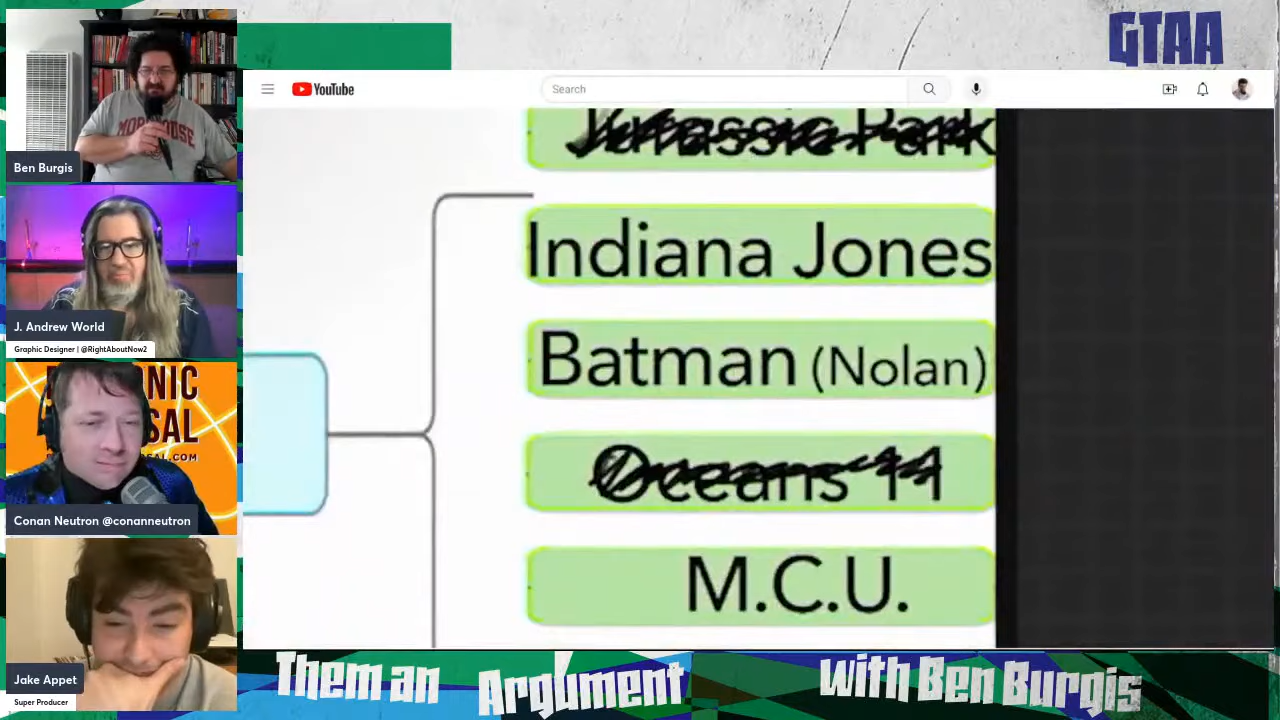 GTAA
YouTube
Search
Jurassic Park
Indiana Jones
Batman (Nolan)
Oceans 11
M.C.U.
MOREHOUSE
Ben Burgis
J. Andrew World
Graphic Designer | @RightAboutNow2
Conan Neutron @conanneutron
Jake Appet
Super Producer
Them an Argument with Ben Burgis